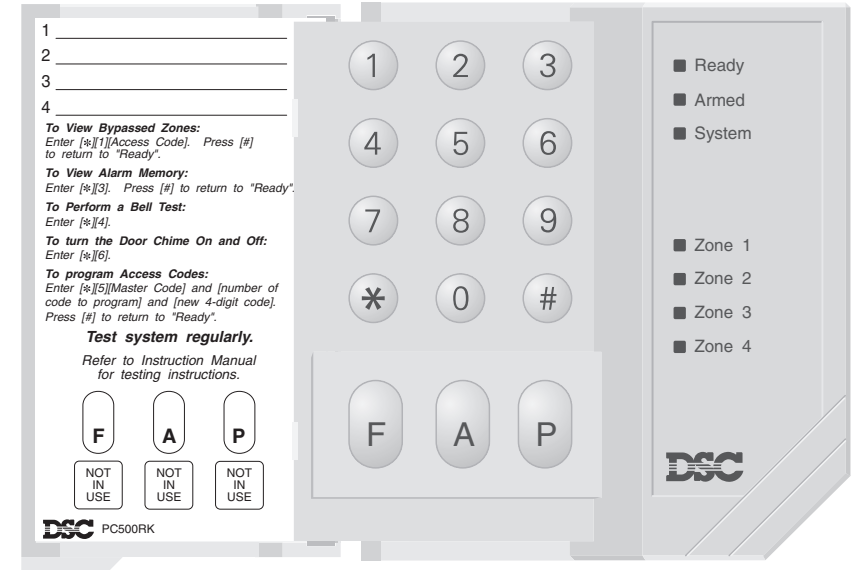 1
2
3
4
To View Bypassed Zones:
Enter [✻][1][Access Code]. Press [#]
to return to "Ready".
To View Alarm Memory:
Enter [✻][3]. Press [#] to return to "Ready".
To Perform a Bell Test:
Enter [✻][4].
To turn the Door Chime On and Off:
Enter [✻][6].
To program Access Codes:
Enter [✻][5][Master Code] and [number of
code to program] and [new 4-digit code].
Press [#] to return to "Ready".
Test system regularly.
Refer to Instruction Manual
for testing instructions.
F A P
NOT
IN
USE
NOT
IN
USE
NOT
IN
USE
DSC PC500RK
1 2 3
4 5 6
7 8 9
✻ 0 #
F A P
Ready
Armed
System
Zone 1
Zone 2
Zone 3
Zone 4
DSC